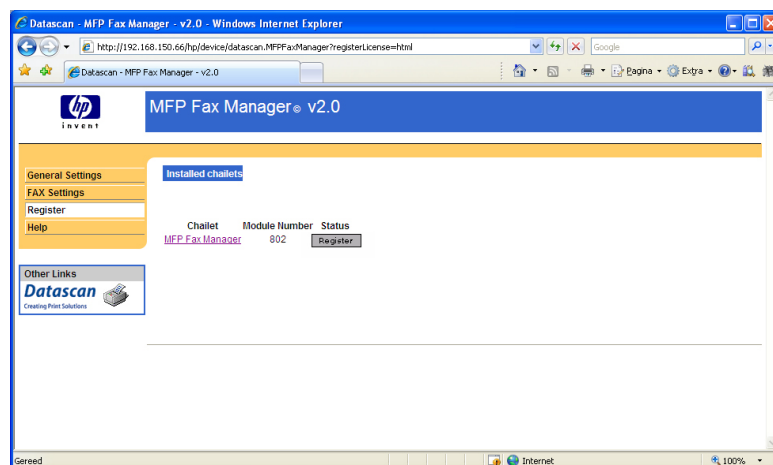 Datascan - MFP Fax Manager - v2.0 - Windows Internet Explorer
http://192.168.150.66/hp/device/datascan.MFPFaxManager?registerLicense=html
Google
Datascan - MFP Fax Manager - v2.0
Pagina
Extra
hp
invent
MFP Fax Manager® v2.0
General Settings
FAX Settings
Register
Help
Installed chailets
Chailet Module Number Status
MFP Fax Manager 802 Register
Other Links
Datascan
Creating Print Solutions
Gereed
Internet
100%